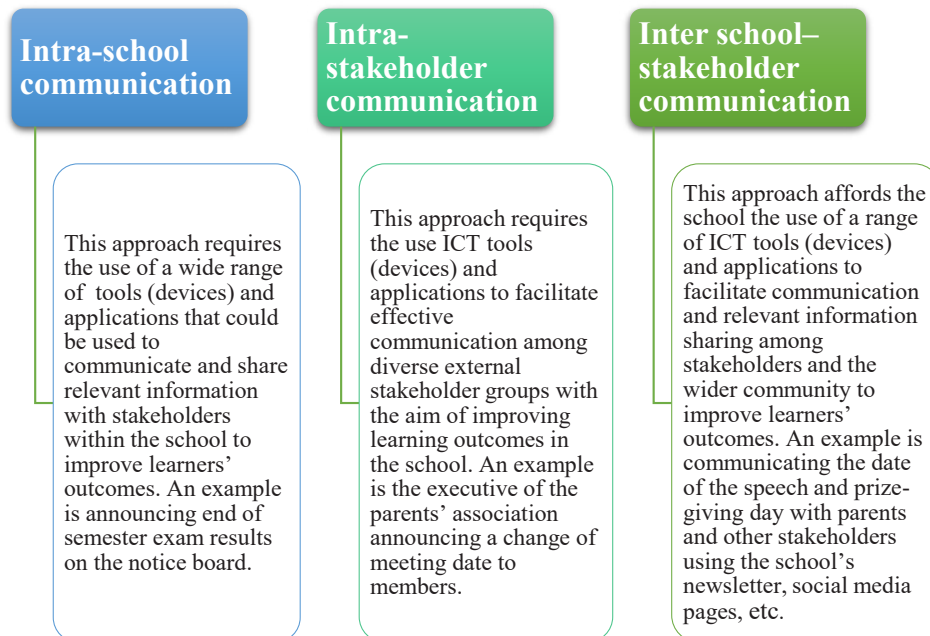 Intra-school
communication
This approach requires
the use of a wide range
of tools (devices) and
applications that could
be used to
communicate and share
relevant information
with stakeholders
within the school to
improve learners’
outcomes. An example
is announcing end of
semester exam results
on the notice board.
Intra-
stakeholder
communication
This approach requires
the use ICT tools
(devices) and
applications to facilitate
effective
communication among
diverse external
stakeholder groups with
the aim of improving
learning outcomes in
the school. An example
is the executive of the
parents’ association
announcing a change of
meeting date to
members.
Inter school–
stakeholder
communication
This approach affords the
school the use of a range
of ICT tools (devices)
and applications to
facilitate communication
and relevant information
sharing among
stakeholders and the
wider community to
improve learners’
outcomes. An example is
communicating the date
of the speech and prize-
giving day with parents
and other stakeholders
using the school’s
newsletter, social media
pages, etc.